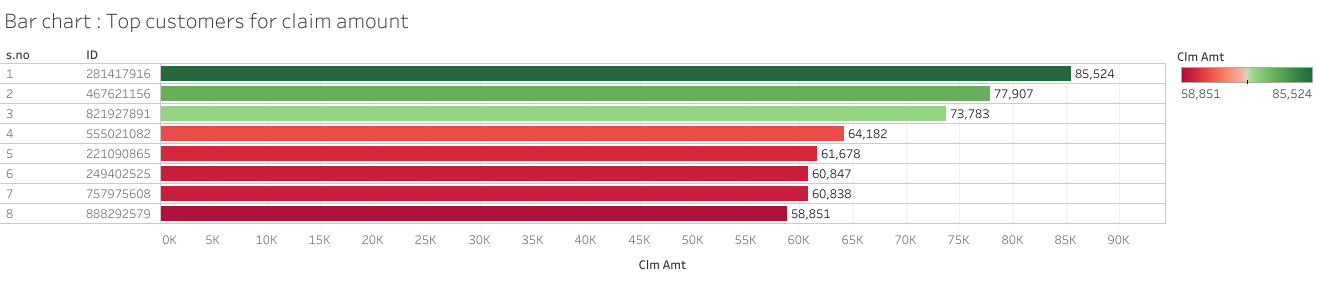 Bar chart : Top customers for claim amount
s.no ID
1 281417916 85,524
2 467621156 77,907
3 821927891 73,783
4 555021082 64,182
5 221090865 61,678
6 249402525 60,847
7 757975608 60,838
8 888292579 58,851
0K 5K 10K 15K 20K 25K 30K 35K 40K 45K 50K 55K 60K 65K 70K 75K 80K 85K 90K
Clm Amt
Clm Amt
58,851 85,524